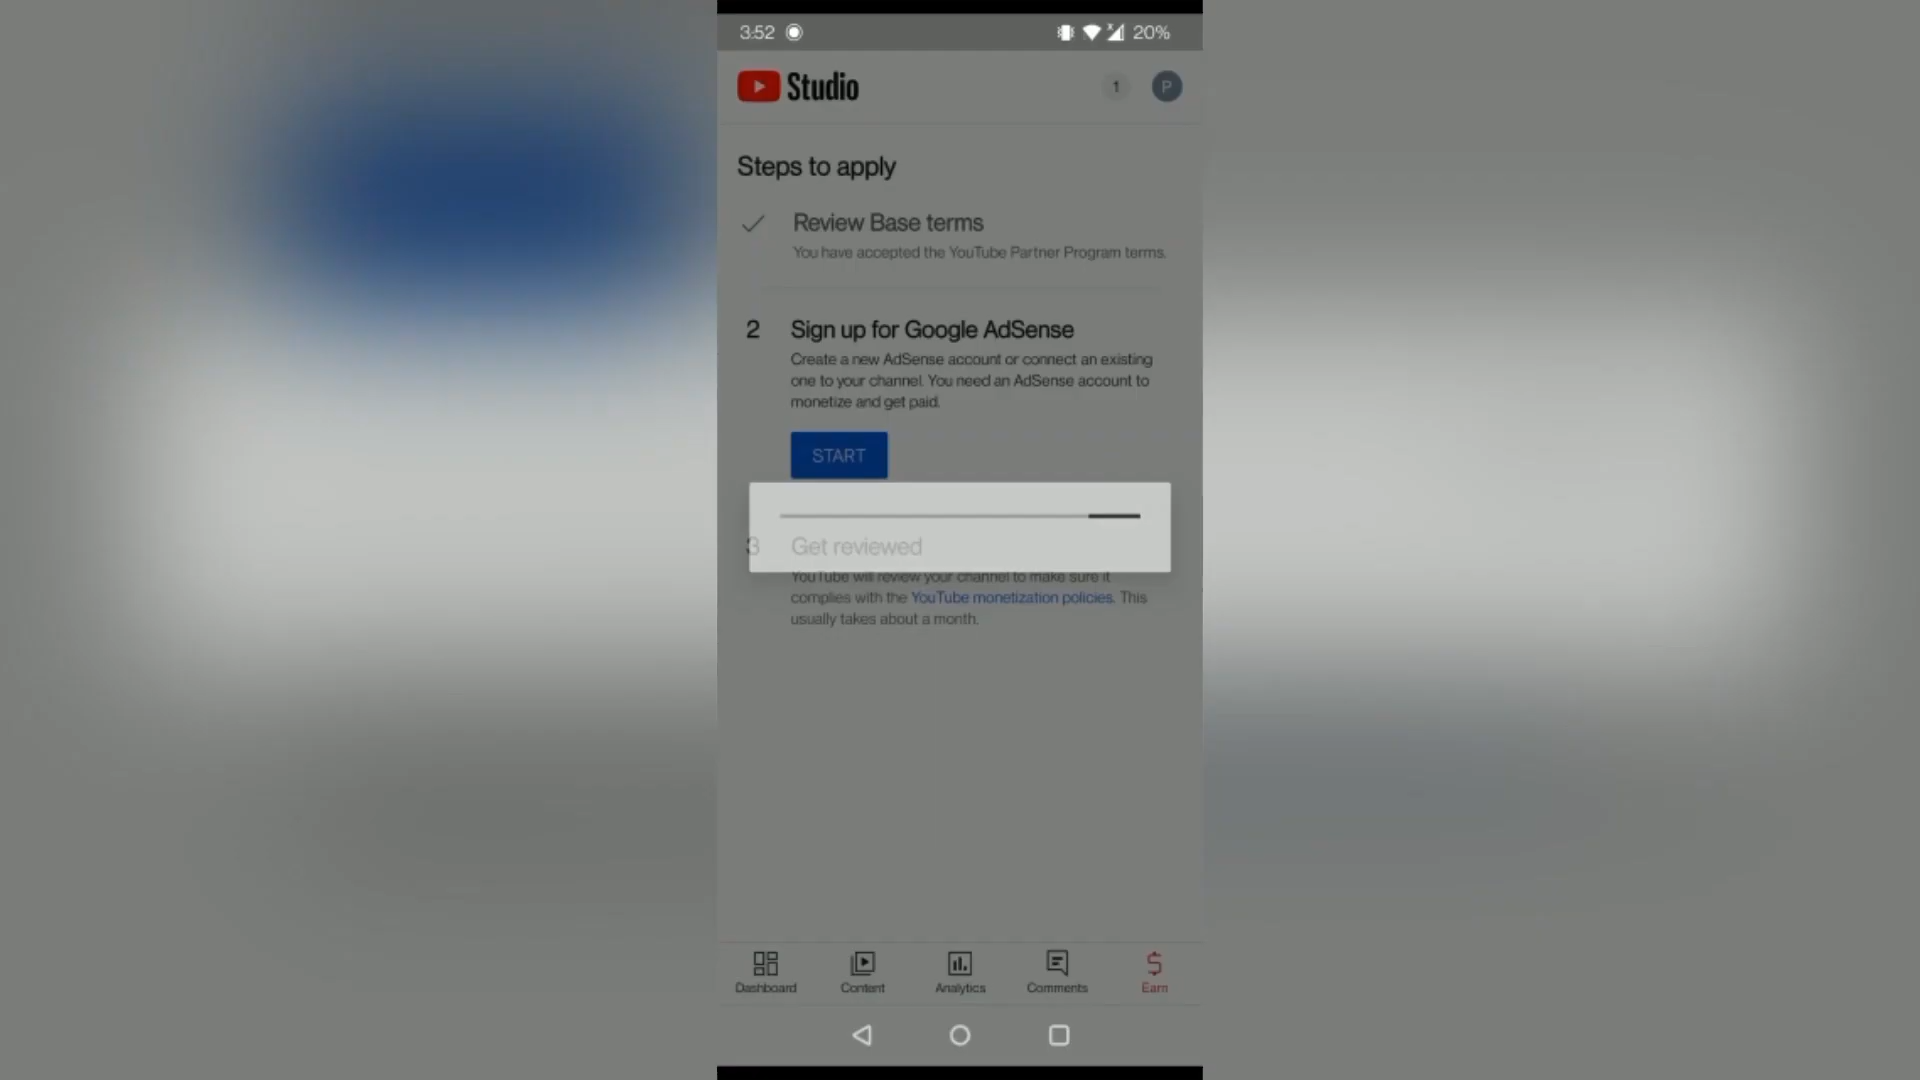 3:52
20%
Studio
1
P
Steps to apply
Review Base terms
You have accepted the YouTube Partner Program terms.
2
Sign up for Google AdSense
Create a new AdSense account or connect an existing
one to your channel. You need an AdSense account to
monetize and get paid.
START
3
Get reviewed
YouTube will review your channel to make sure it
complies with the YouTube monetization policies. This
usually takes about a month.
Dashboard
Content
Analytics
Comments
Earn